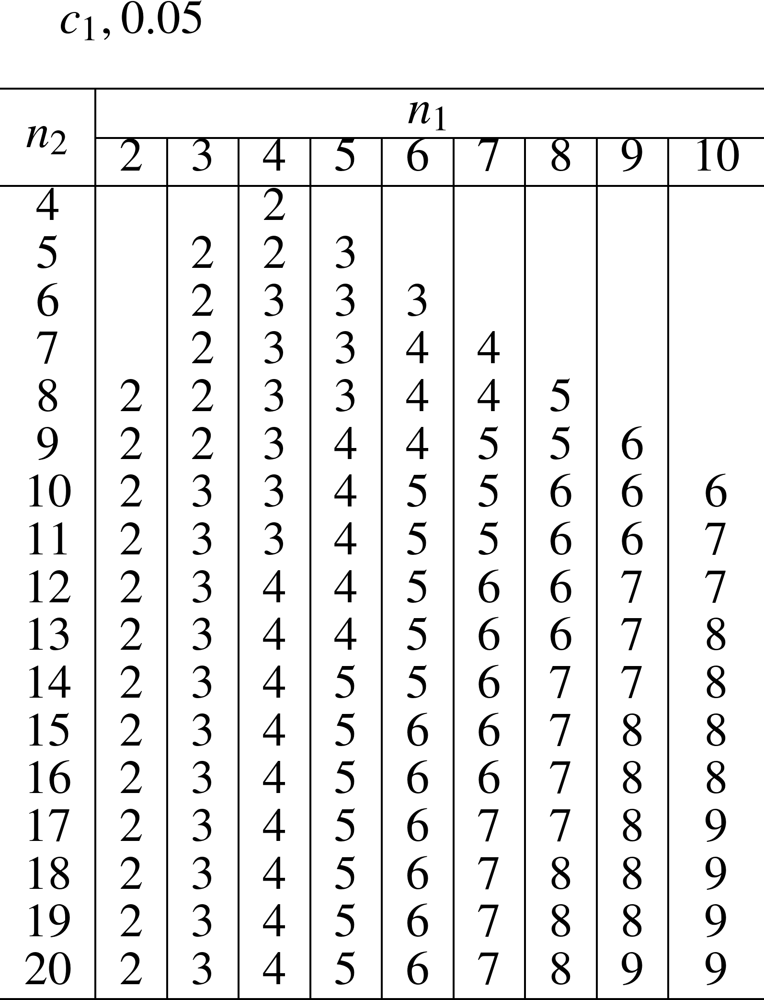 c₁, 0.05
n₁
n₂
2 3 4 5 6 7 8 9 10
4 2
5 2 2 3
6 2 3 3 3
7 2 3 3 4 4
8 2 2 3 3 4 4 5
9 2 2 3 4 4 5 5 6
10 2 3 3 4 5 5 6 6 6
11 2 3 3 4 5 5 6 6 7
12 2 3 4 4 5 6 6 7 7
13 2 3 4 4 5 6 6 7 8
14 2 3 4 5 5 6 7 7 8
15 2 3 4 5 6 6 7 8 8
16 2 3 4 5 6 6 7 8 8
17 2 3 4 5 6 7 7 8 9
18 2 3 4 5 6 7 8 8 9
19 2 3 4 5 6 7 8 8 9
20 2 3 4 5 6 7 8 9 9